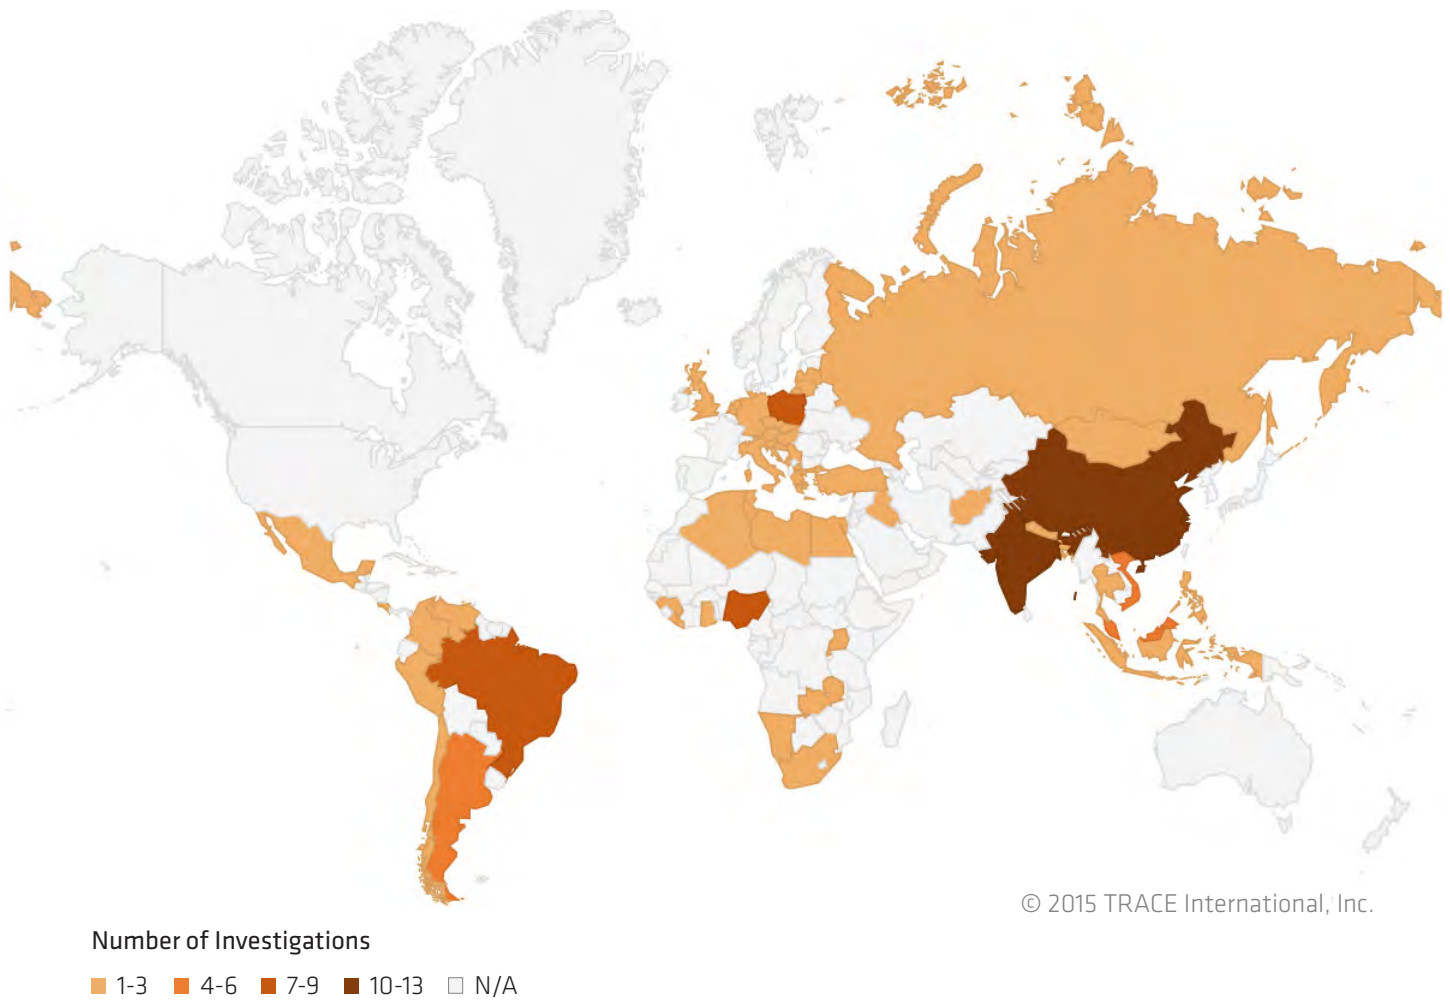 © 2015 TRACE International, Inc.
Number of Investigations
1-3 4-6 7-9 10-13 N/A